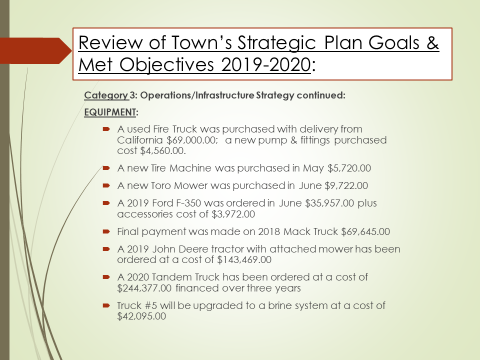 Review of Town's Strategic Plan Goals &
Met Objectives 2019-2020:
Category 3: Operations/Infrastructure Strategy continued:
EQUIPMENT:
A used Fire Truck was purchased with delivery from
California $69,000.00; a new pump & fittings purchased
cost $4,560.00.
A new Tire Machine was purchased in May $5,720.00
A new Toro Mower was purchased in June $9,722.00
A 2019 Ford F-350 was ordered in June $35,957.00 plus
accessories cost of $3,972.00
Final payment was made on 2018 Mack Truck $69,645.00
A 2019 John Deere tractor with attached mower has been
ordered at a cost of $143,469.00
A 2020 Tandem Truck has been ordered at a cost of
$244,377.00 financed over three years
Truck #5 will be upgraded to a brine system at a cost of
$42,095.00